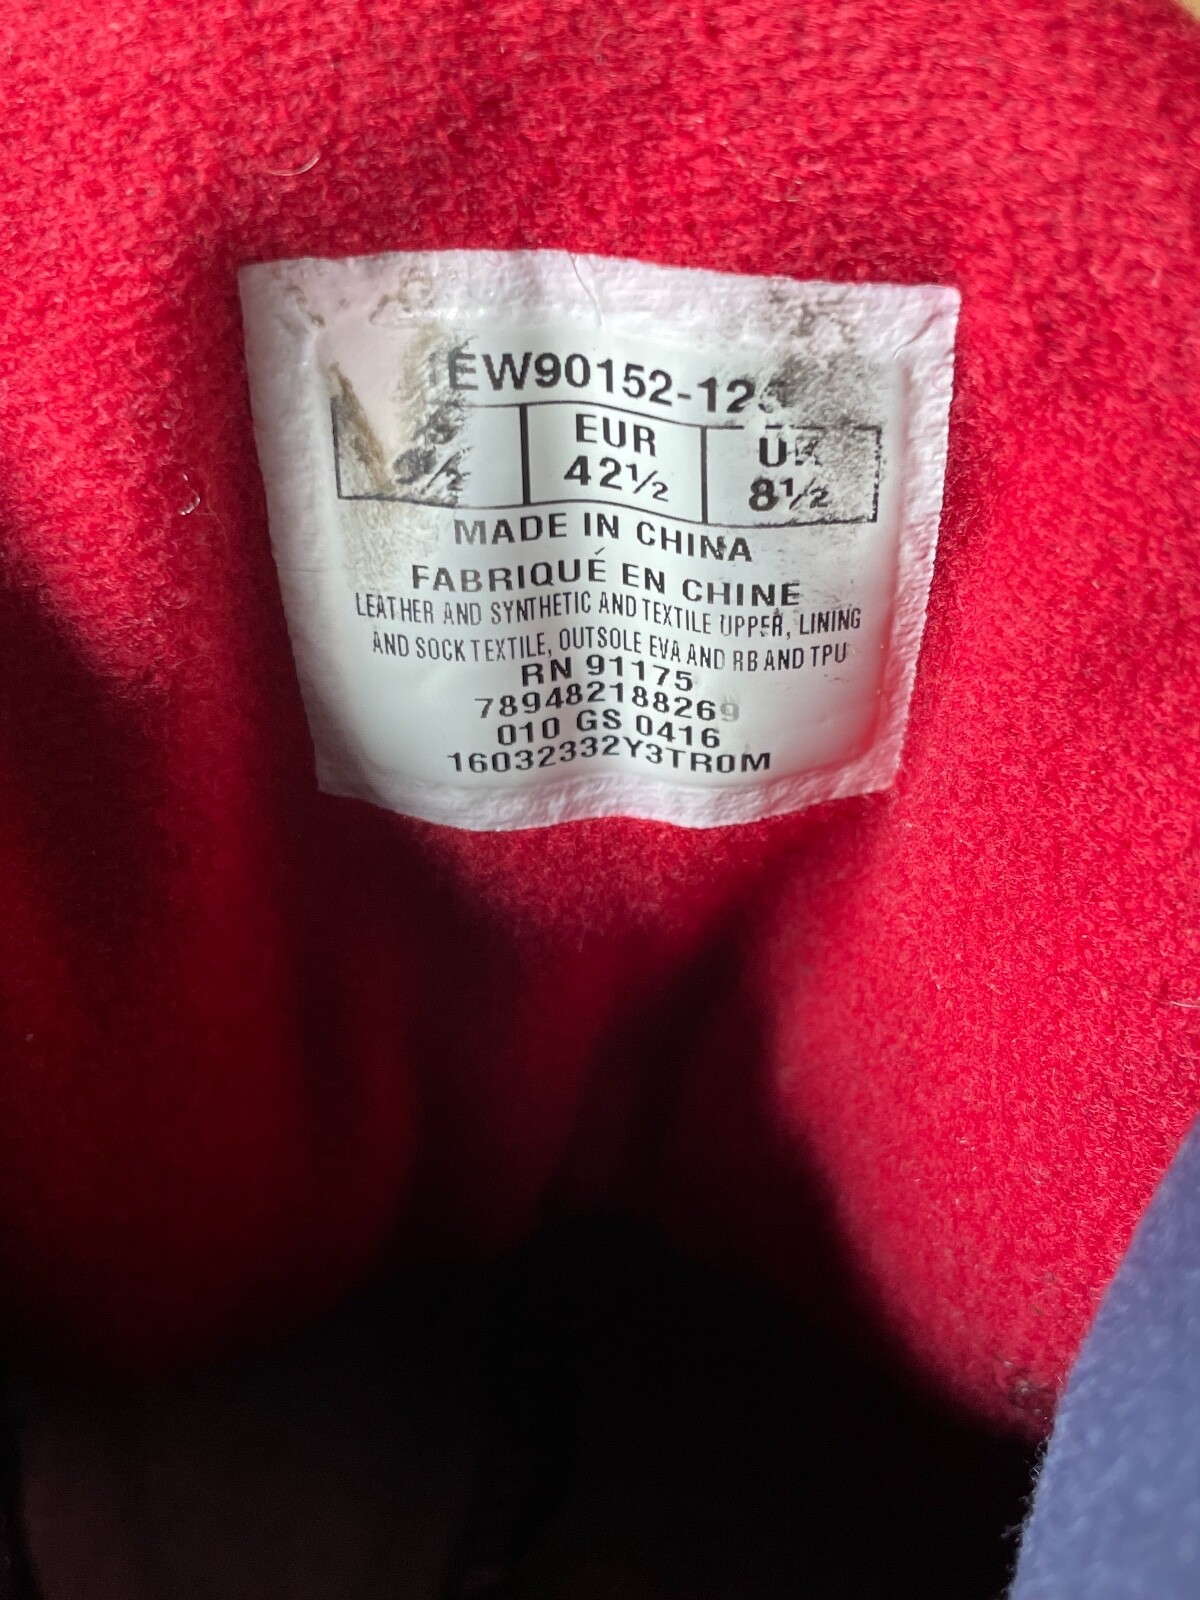 EW90152-12
EUR UK
42½ 8½
MADE IN CHINA
FABRIQUÉ EN CHINE
LEATHER AND SYNTHETIC AND TEXTILE UPPER, LINING
AND SOCK TEXTILE, OUTSOLE EVA AND RB AND TPU
RN 91175
789482188269
010 GS 0416
16032332Y3TROM